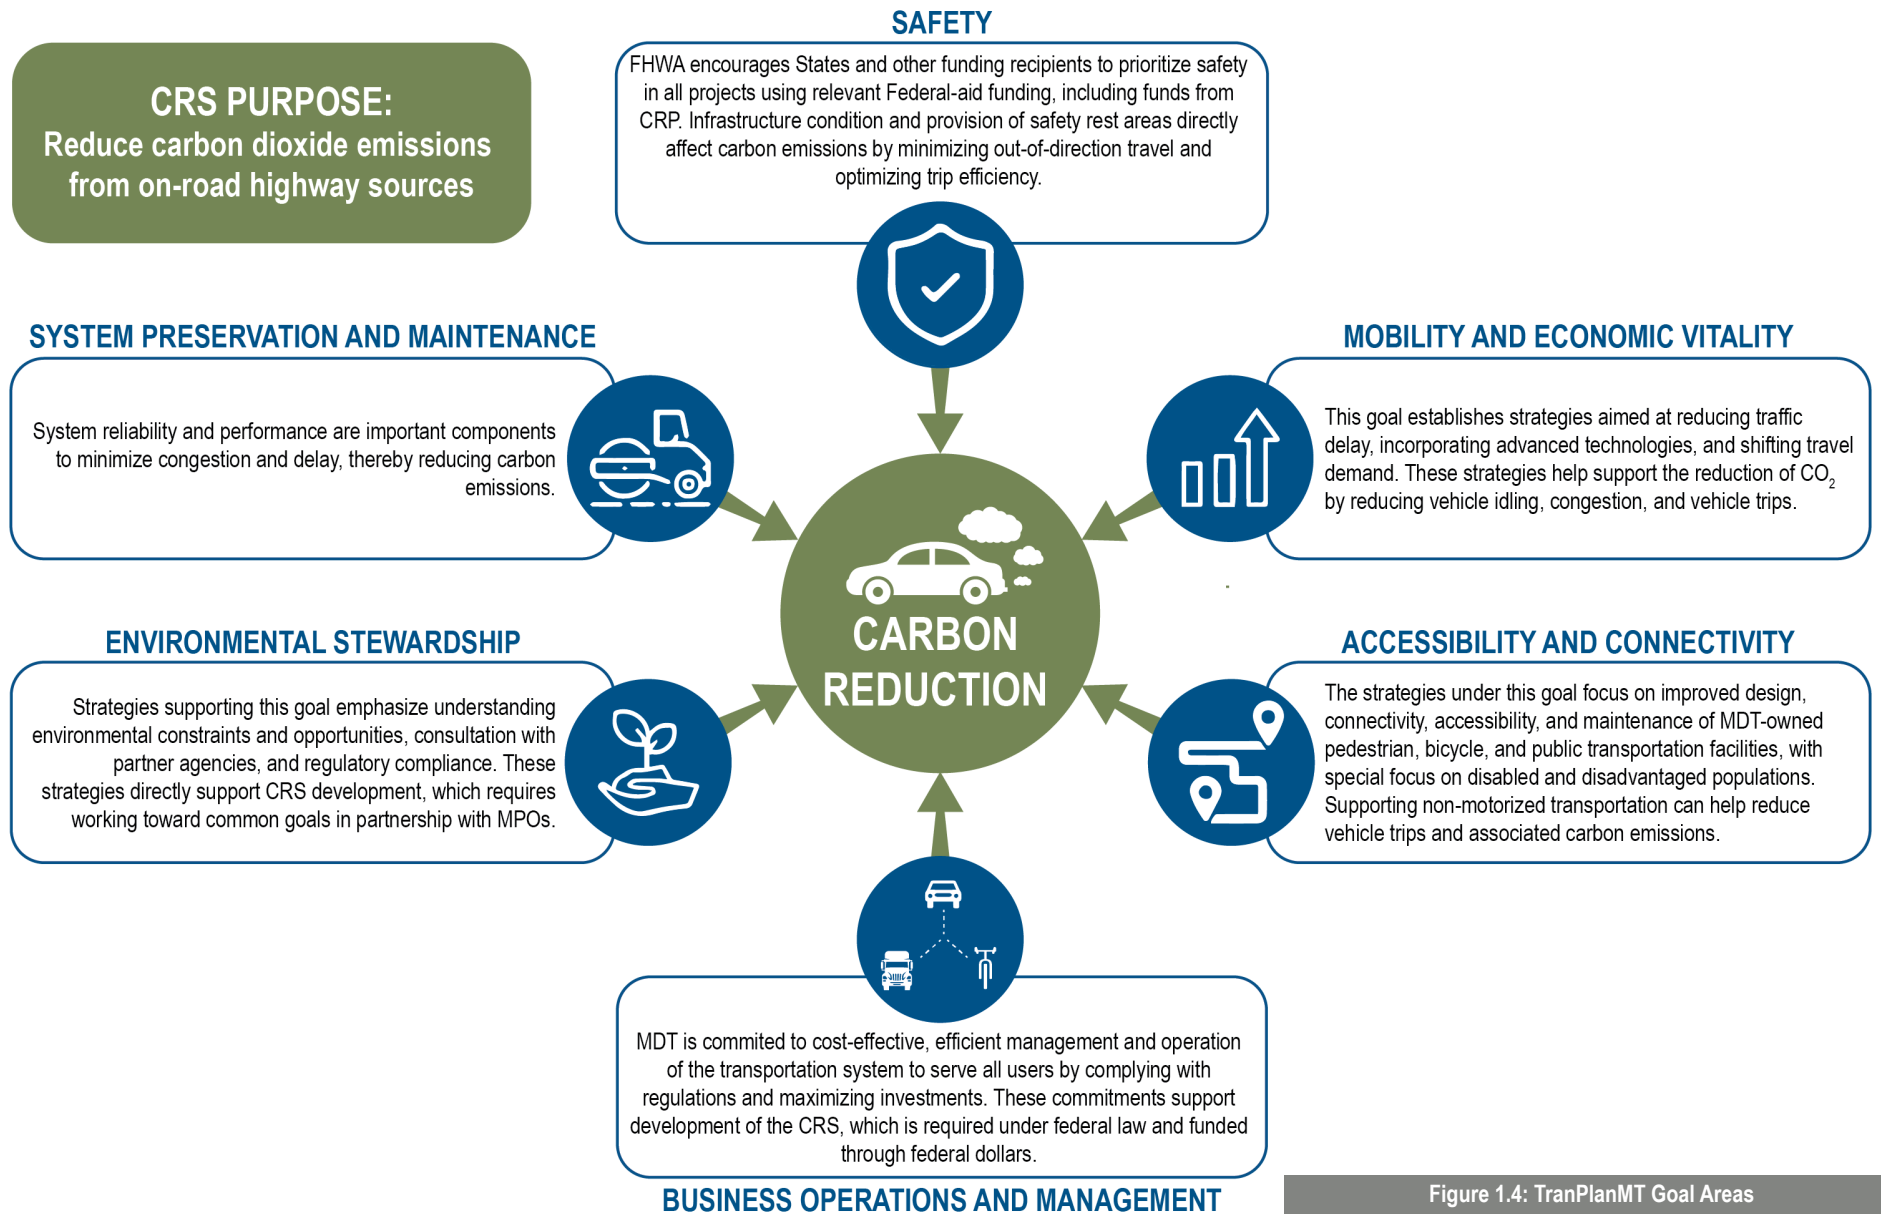 SAFETY
FHWA encourages States and other funding recipients to prioritize safety
in all projects using relevant Federal-aid funding, including funds from
CRP. Infrastructure condition and provision of safety rest areas directly
affect carbon emissions by minimizing out-of-direction travel and
optimizing trip efficiency.
CRS PURPOSE:
Reduce carbon dioxide emissions
from on-road highway sources
SYSTEM PRESERVATION AND MAINTENANCE
System reliability and performance are important components
to minimize congestion and delay, thereby reducing carbon
emissions.
MOBILITY AND ECONOMIC VITALITY
This goal establishes strategies aimed at reducing traffic
delay, incorporating advanced technologies, and shifting travel
demand. These strategies help support the reduction of CO₂
by reducing vehicle idling, congestion, and vehicle trips.
CARBON
REDUCTION
ENVIRONMENTAL STEWARDSHIP
Strategies supporting this goal emphasize understanding
environmental constraints and opportunities, consultation with
partner agencies, and regulatory compliance. These
strategies directly support CRS development, which requires
working toward common goals in partnership with MPOs.
ACCESSIBILITY AND CONNECTIVITY
The strategies under this goal focus on improved design,
connectivity, accessibility, and maintenance of MDT-owned
pedestrian, bicycle, and public transportation facilities, with
special focus on disabled and disadvantaged populations.
Supporting non-motorized transportation can help reduce
vehicle trips and associated carbon emissions.
MDT is commited to cost-effective, efficient management and operation
of the transportation system to serve all users by complying with
regulations and maximizing investments. These commitments support
development of the CRS, which is required under federal law and funded
through federal dollars.
BUSINESS OPERATIONS AND MANAGEMENT
Figure 1.4: TranPlanMT Goal Areas